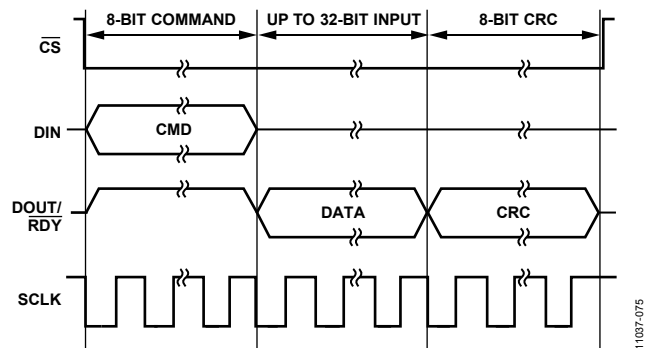 8-BIT COMMAND UP TO 32-BIT INPUT 8-BIT CRC
CS
DIN
CMD
DOUT/
RDY
DATA
CRC
SCLK
11037-075